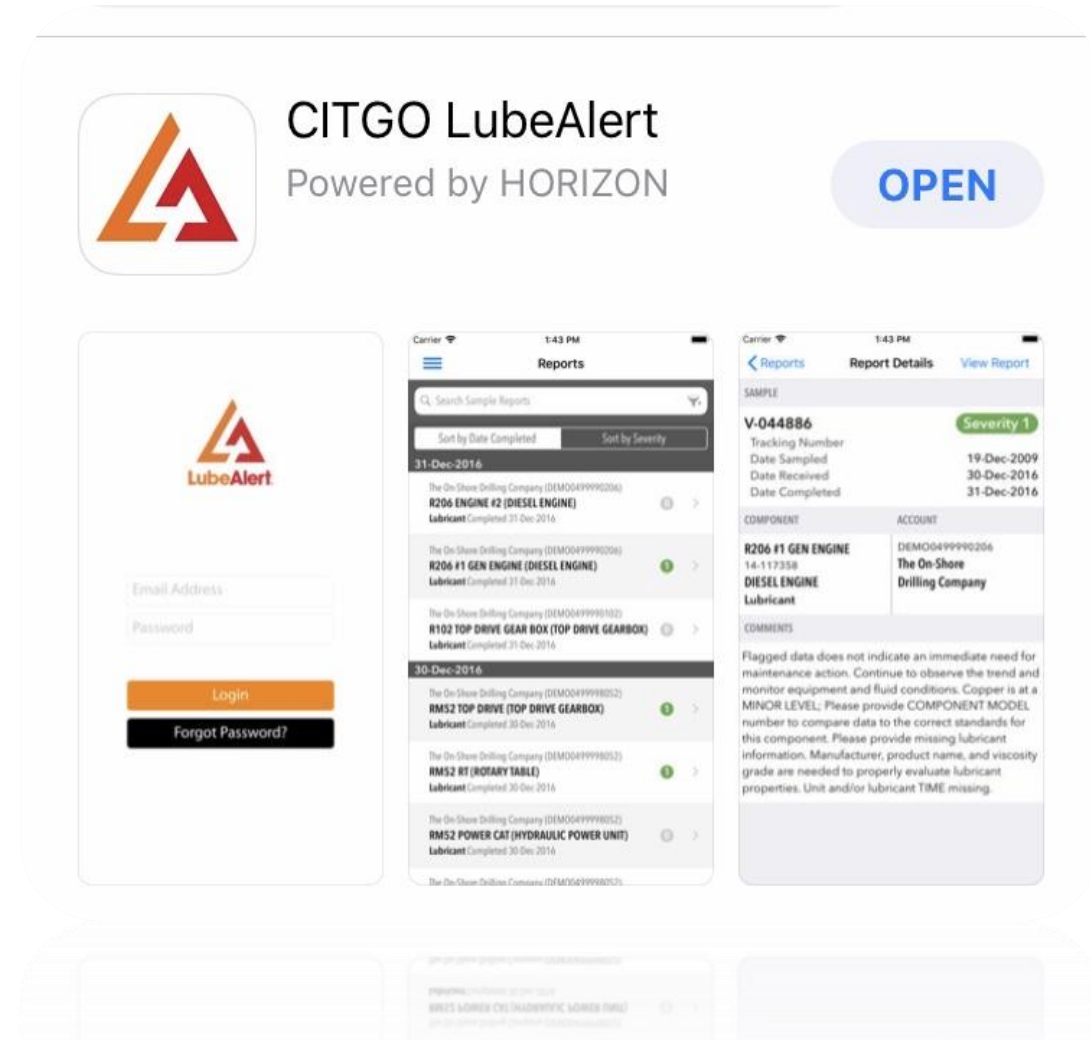 CITGO LubeAlert
Powered by HORIZON
OPEN
LubeAlert
Email Address
Password
Login
Forgot Password?
Carrier 1:43 PM
Reports
Search Sample Reports
Sort by Date Completed Sort by Severity
31-Dec-2016
The On-Shore Drilling Company (DEMO0499990206)
R206 ENGINE #2 (DIESEL ENGINE)
Lubricant Completed 31-Dec-2016
0
The On-Shore Drilling Company (DEMO0499990206)
R206 #1 GEN ENGINE (DIESEL ENGINE)
Lubricant Completed 31-Dec-2016
1
The On-Shore Drilling Company (DEMO0499990102)
R102 TOP DRIVE GEAR BOX (TOP DRIVE GEARBOX)
Lubricant Completed 31-Dec-2016
0
30-Dec-2016
The On-Shore Drilling Company (DEMO0499998052)
RM52 TOP DRIVE (TOP DRIVE GEARBOX)
Lubricant Completed 30-Dec-2016
1
The On-Shore Drilling Company (DEMO0499998052)
RM52 RT (ROTARY TABLE)
Lubricant Completed 30-Dec-2016
1
The On-Shore Drilling Company (DEMO0499998052)
RM52 POWER CAT (HYDRAULIC POWER UNIT)
Lubricant Completed 30-Dec-2016
0
The On-Shore Drilling Company (DEMO0499998052)
Carrier 1:43 PM
Reports Report Details View Report
SAMPLE
V-044886 Severity 1
Tracking Number
Date Sampled 19-Dec-2009
Date Received 30-Dec-2016
Date Completed 31-Dec-2016
COMPONENT ACCOUNT
R206 #1 GEN ENGINE DEMO0499990206
14-117358 The On-Shore
DIESEL ENGINE Drilling Company
Lubricant
COMMENTS
Flagged data does not indicate an immediate need for
maintenance action. Continue to observe the trend and
monitor equipment and fluid conditions. Copper is at a
MINOR LEVEL; Please provide COMPONENT MODEL
number to compare data to the correct standards for
this component. Please provide missing lubricant
information. Manufacturer, product name, and viscosity
grade are needed to properly evaluate lubricant
properties. Unit and/or lubricant TIME missing.